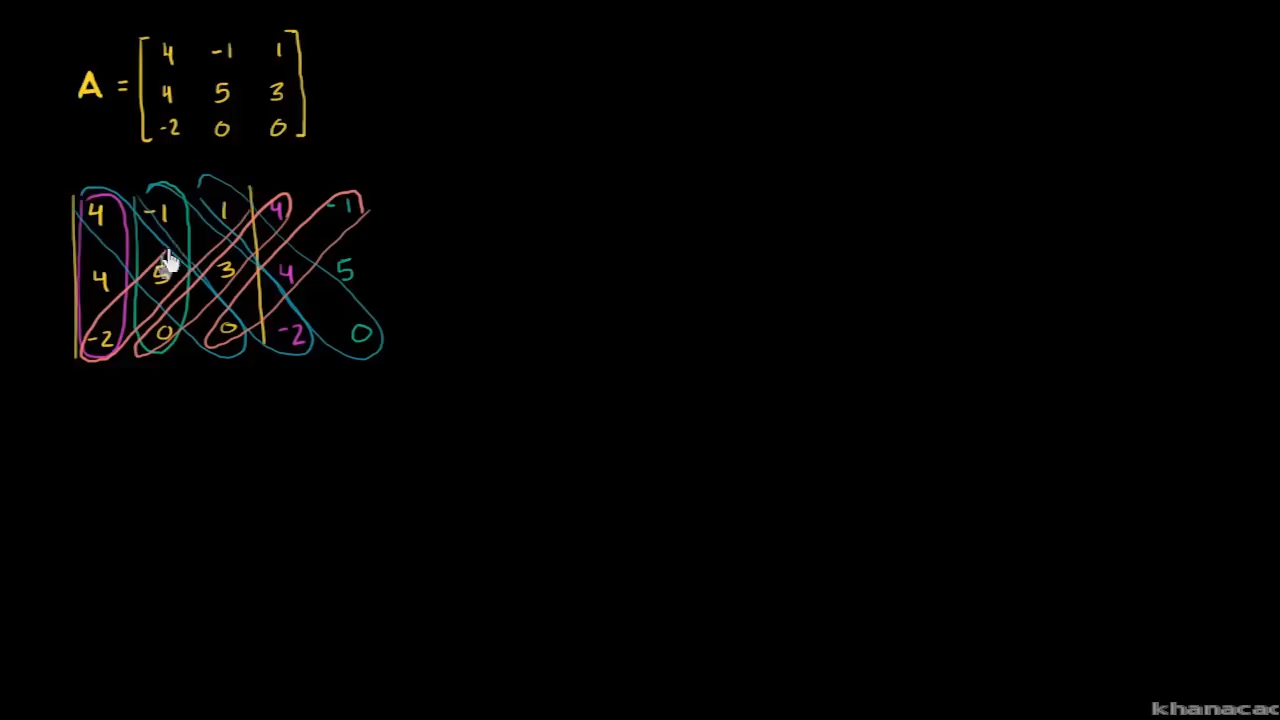 A = [ 4 -1 1
4 5 3
-2 0 0 ]
| 4 -1 1 | 4 -1
4 5 3 4 5
-2 0 0 -2 0
khanacac